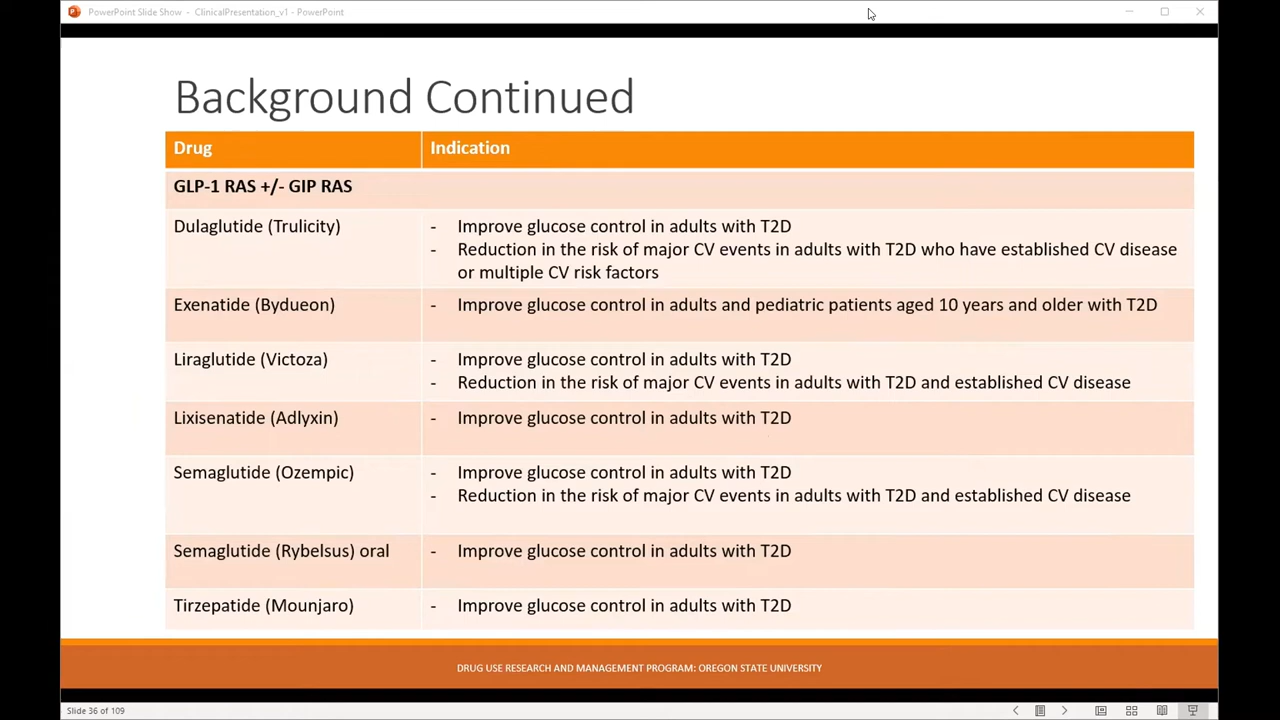 PowerPoint Slide Show - ClinicalPresentation_v1 - PowerPoint
Background Continued
Drug Indication
GLP-1 RAS +/- GIP RAS
Dulaglutide (Trulicity) - Improve glucose control in adults with T2D
- Reduction in the risk of major CV events in adults with T2D who have established CV disease
or multiple CV risk factors
Exenatide (Bydueon) - Improve glucose control in adults and pediatric patients aged 10 years and older with T2D
Liraglutide (Victoza) - Improve glucose control in adults with T2D
- Reduction in the risk of major CV events in adults with T2D and established CV disease
Lixisenatide (Adlyxin) - Improve glucose control in adults with T2D
Semaglutide (Ozempic) - Improve glucose control in adults with T2D
- Reduction in the risk of major CV events in adults with T2D and established CV disease
Semaglutide (Rybelsus) oral - Improve glucose control in adults with T2D
Tirzepatide (Mounjaro) - Improve glucose control in adults with T2D
DRUG USE RESEARCH AND MANAGEMENT PROGRAM: OREGON STATE UNIVERSITY
Slide 36 of 109